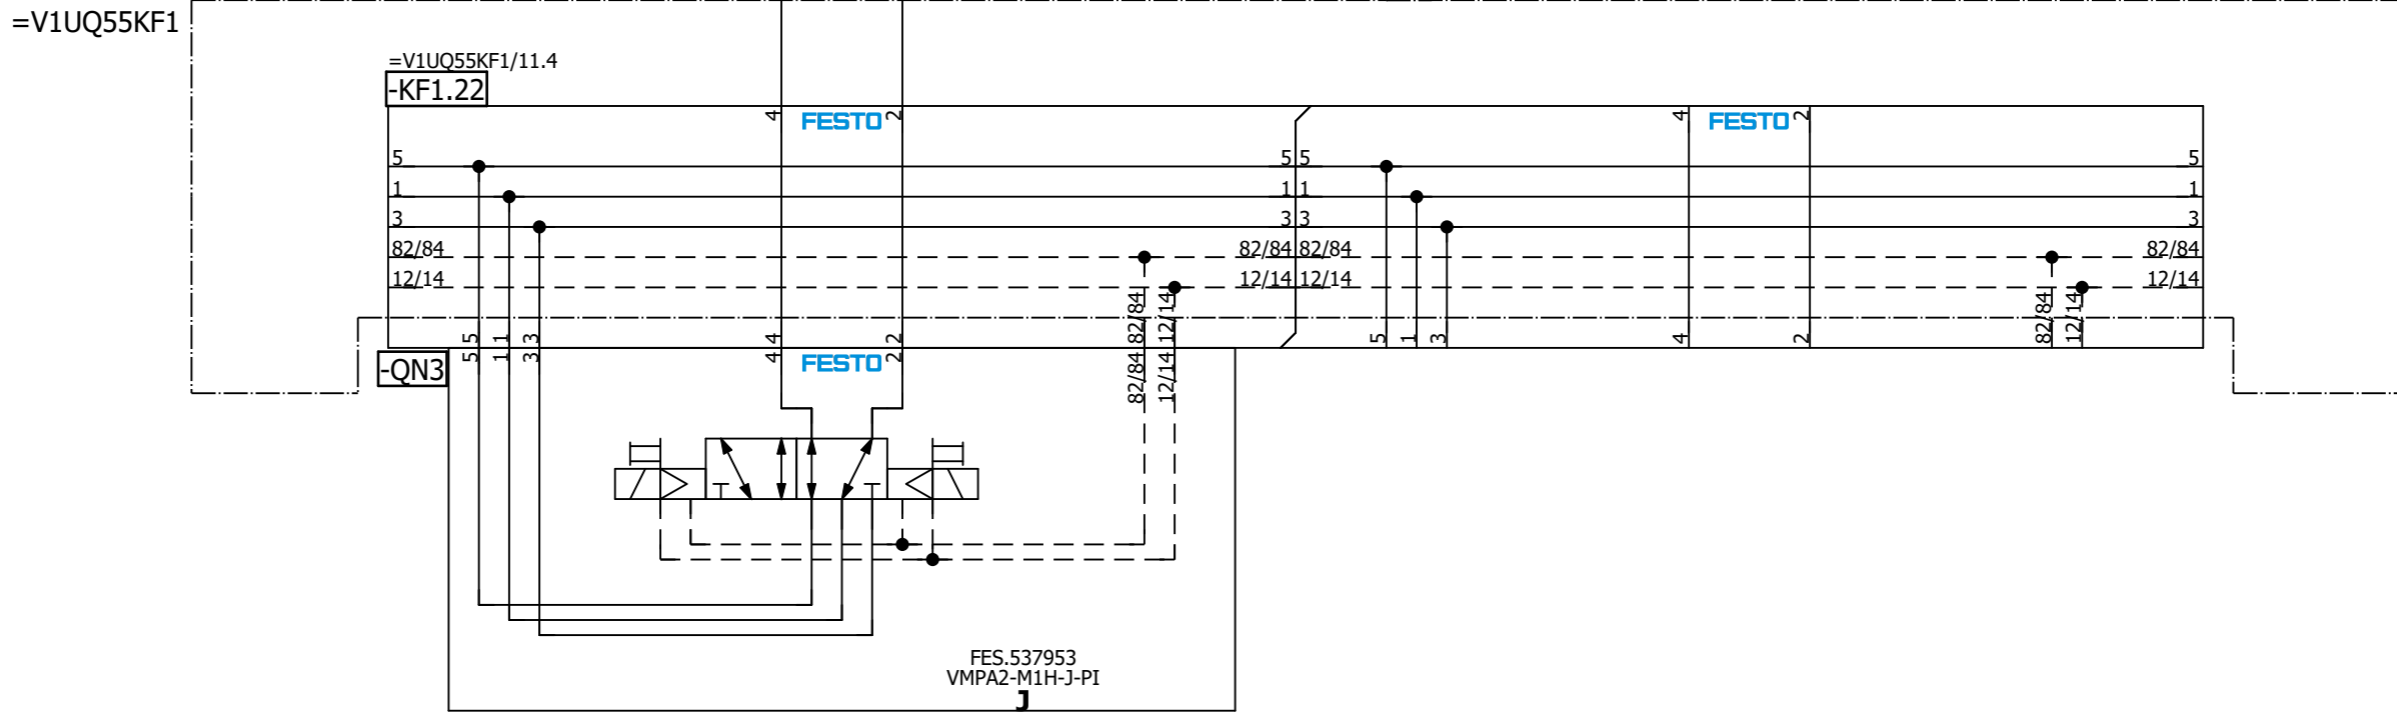 =V1UQ55KF1
=V1UQ55KF1/11.4
-KF1.22
4 FESTO 2 4 FESTO 2
5 5 5 5
1 1 1 1
3 3 3 3
82/84 82/84 82/84 82/84
12/14 12/14 12/14 12/14
5 1 3 4 2 82/84 12/14 5 1 3 4 2 82/84 12/14
-QN3 5 1 3 4 FESTO 2 82/84 12/14
FES.537953
VMPA2-M1H-J-PI
J